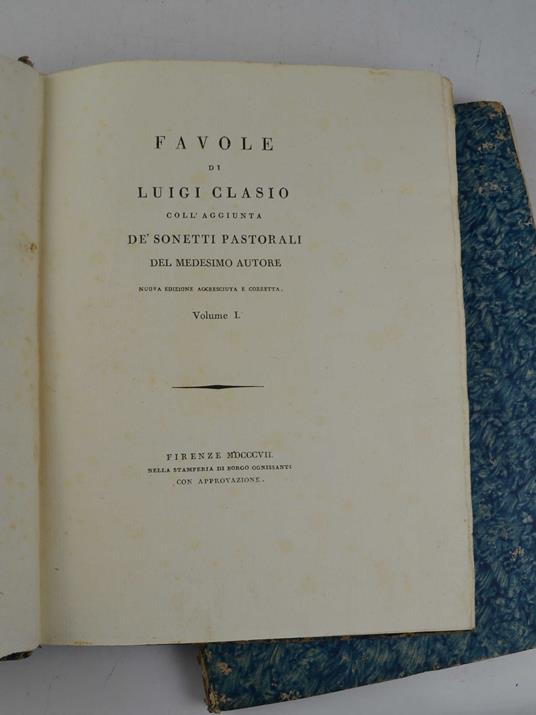 FAVOLE
DI
LUIGI CLASIO
COLL' AGGIUNTA
DE' SONETTI PASTORALI
DEL MEDESIMO AUTORE
NUOVA EDIZIONE ACCRESCIUTA E CORRETTA.
Volume I.
FIRENZE MDCCCVII.
NELLA STAMPERIA DI BORGO OGNISSANTI
CON APPROVAZIONE.